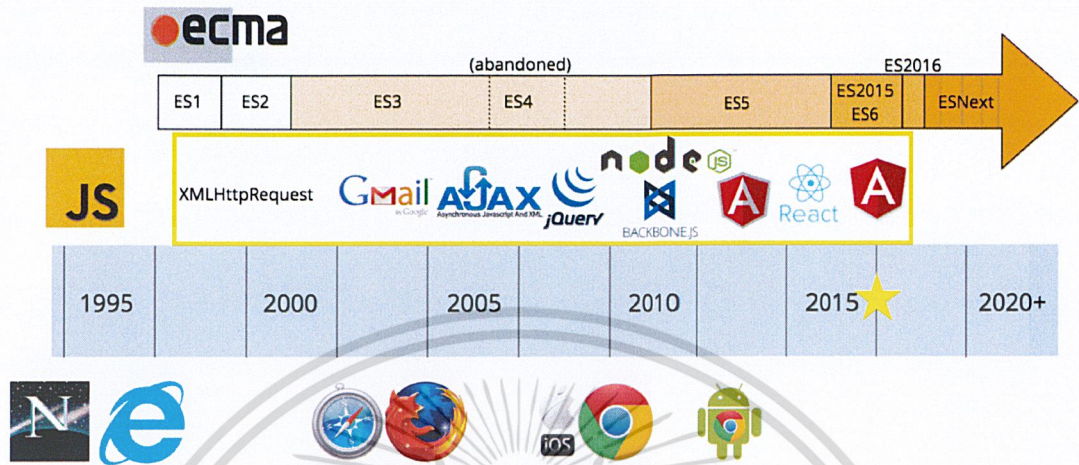 ecma
(abandoned)
ES2016
ES1
ES2
ES3
ES4
ES5
ES2015
ES6
ESNext
JS
XMLHttpRequest
GMail
by Google
AJAX
Asynchronous Javascript And XML
jQuery
node
JS
BACKBONE.JS
A
React
A
1995
2000
2005
2010
2015
2020+
N
e
iOS